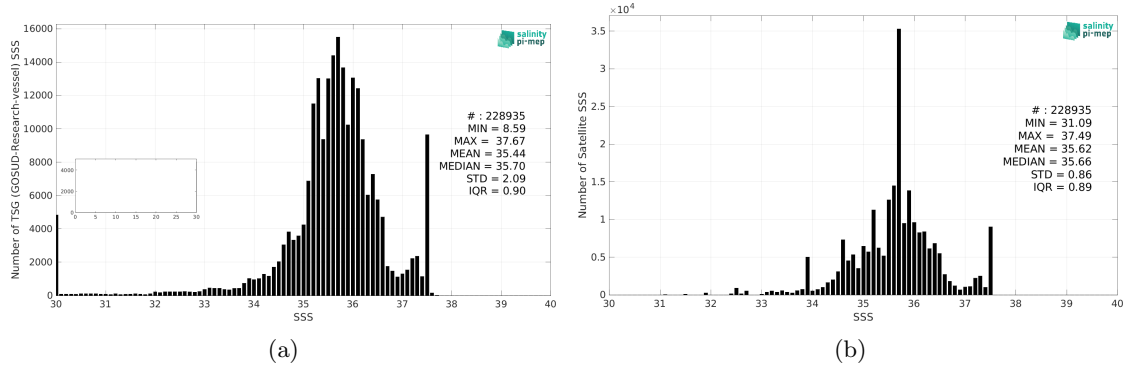 16000
14000
12000
10000
8000
6000
4000
2000
0
Number of TSG (GOSUD-Research-vessel) SSS
salinity
pi-mep
# : 228935
MIN = 8.59
MAX = 37.67
MEAN = 35.44
MEDIAN = 35.70
STD = 2.09
IQR = 0.90
4000
2000
0
0 5 10 15 20 25 30
30 31 32 33 34 35 36 37 38 39 40
SSS
(a)
×10⁴
3.5
3
2.5
2
1.5
1
0.5
0
Number of Satellite SSS
salinity
pi-mep
# : 228935
MIN = 31.09
MAX = 37.49
MEAN = 35.62
MEDIAN = 35.66
STD = 0.86
IQR = 0.89
30 31 32 33 34 35 36 37 38 39 40
SSS
(b)